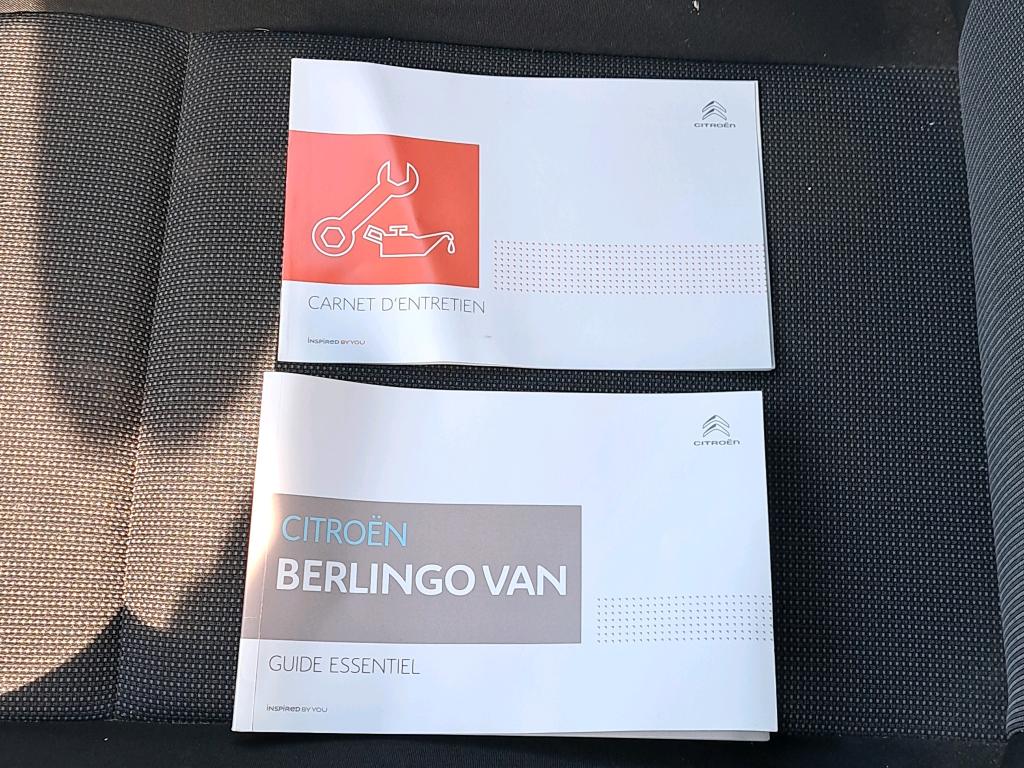 CITROËN
CARNET D'ENTRETIEN
INSPIRED BY YOU
CITROËN
CITROËN
BERLINGO VAN
GUIDE ESSENTIEL
INSPIRED BY YOU